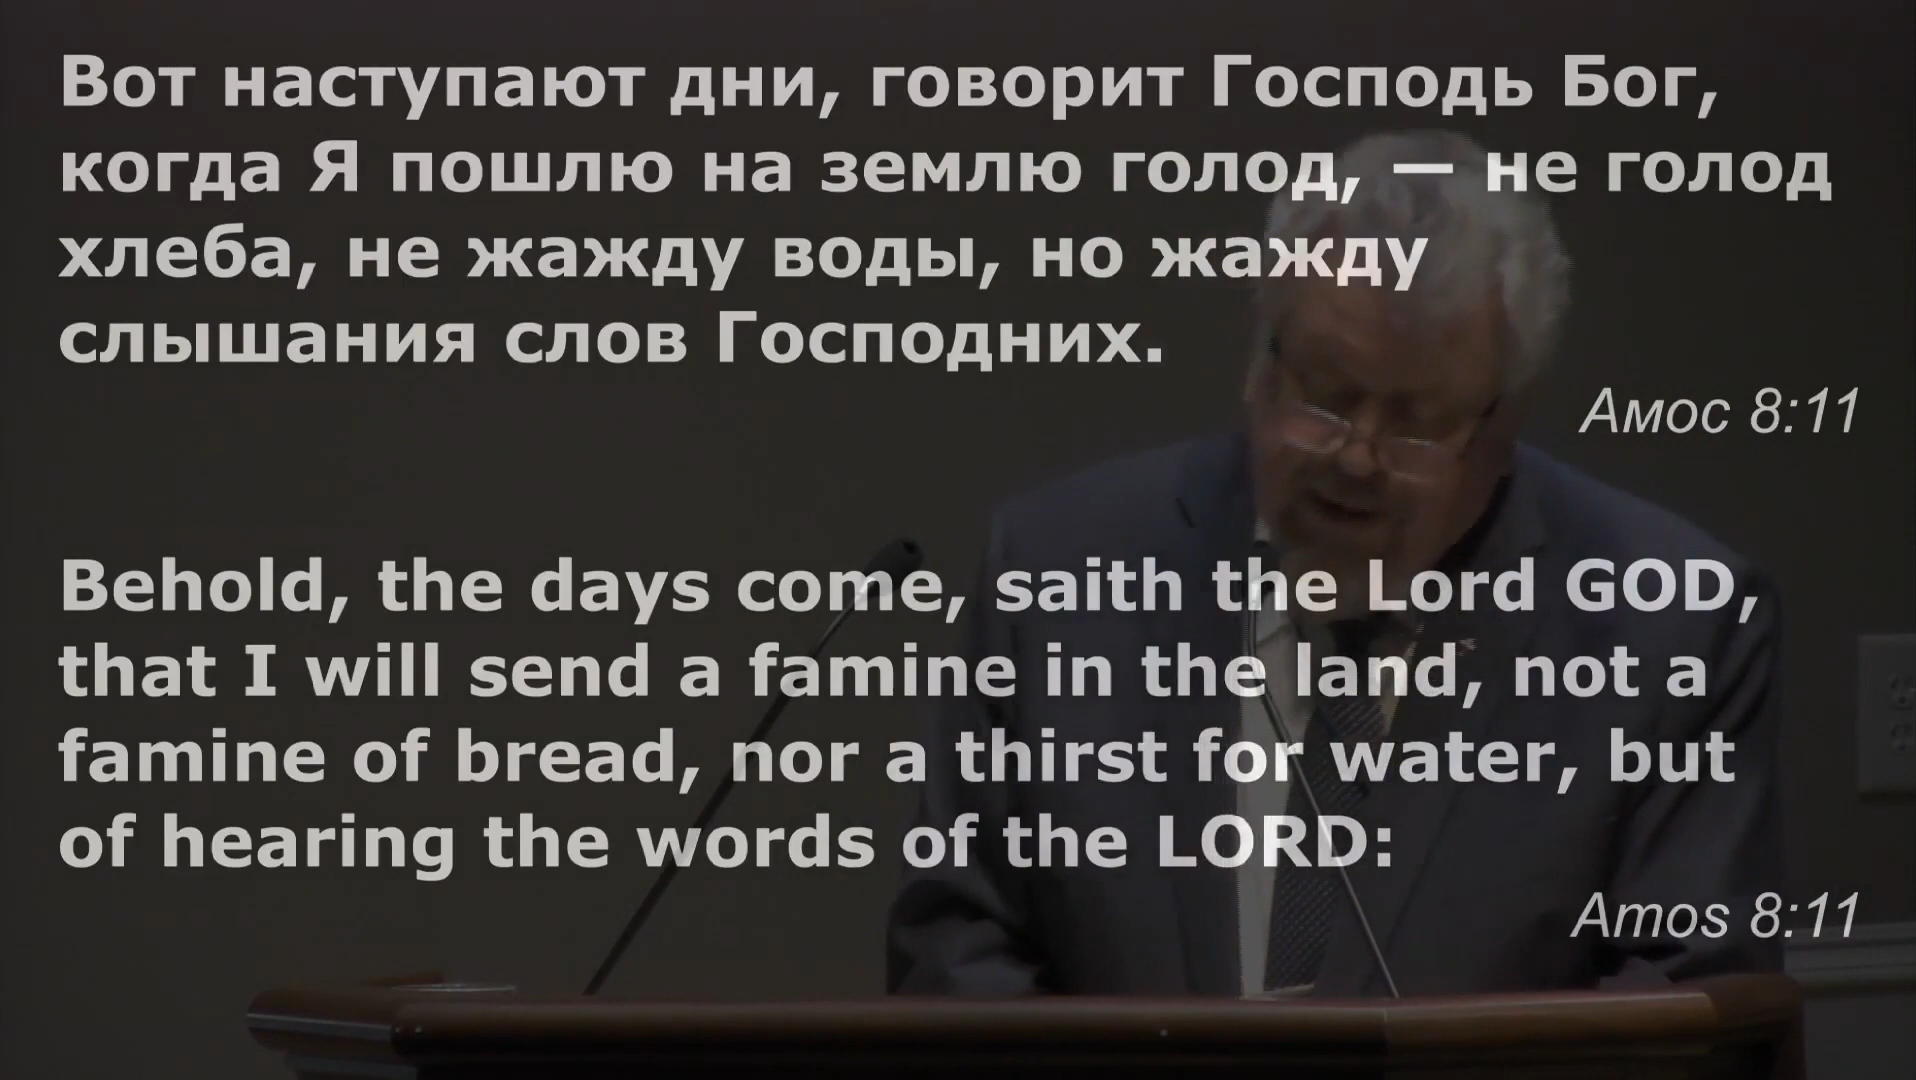 Вот наступают дни, говорит Господь Бог,
когда Я пошлю на землю голод, — не голод
хлеба, не жажду воды, но жажду
слышания слов Господних.
Амос 8:11
Behold, the days come, saith the Lord GOD,
that I will send a famine in the land, not a
famine of bread, nor a thirst for water, but
of hearing the words of the LORD:
Amos 8:11